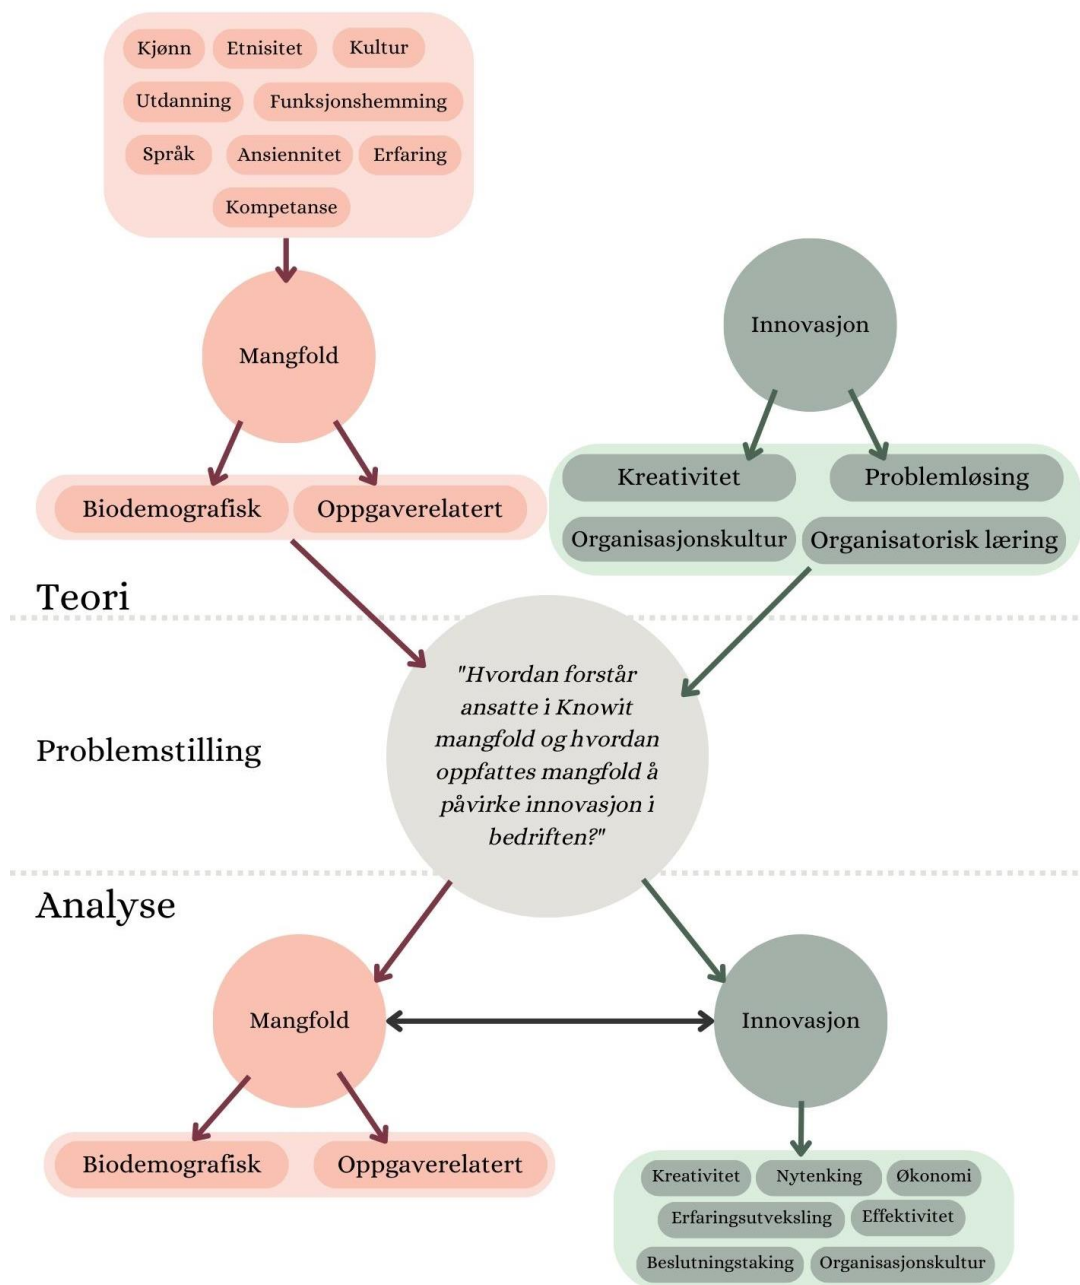 Kjønn Etnisitet Kultur
Utdanning Funksjonshemming
Språk Ansiennitet Erfaring
Kompetanse
Mangfold
Innovasjon
Biodemografisk Oppgaverelatert
Kreativitet Problemløsing
Organisasjonskultur Organisatorisk læring
Teori
Problemstilling
"Hvordan forstår
ansatte i Knowit
mangfold og hvordan
oppfattes mangfold å
påvirke innovasjon i
bedriften?"
Analyse
Mangfold
Innovasjon
Biodemografisk Oppgaverelatert
Kreativitet Nytenking Økonomi
Erfaringsutveksling Effektivitet
Beslutningstaking Organisasjonskultur